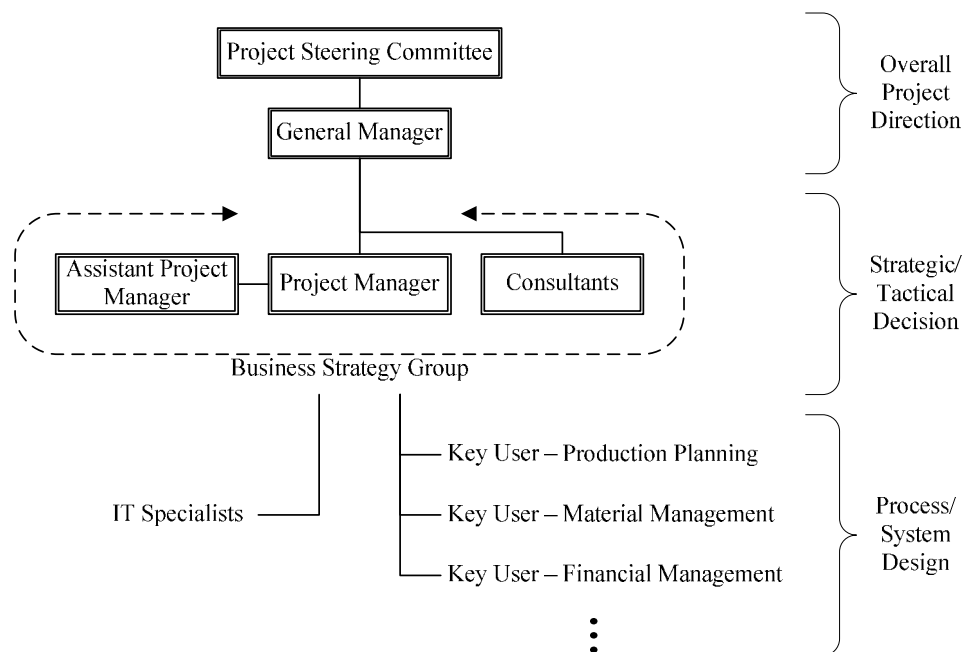 Project Steering Committee
General Manager
Overall
Project
Direction
Assistant Project
Manager
Project Manager
Consultants
Strategic/
Tactical
Decision
Business Strategy Group
Key User – Production Planning
IT Specialists
Key User – Material Management
Key User – Financial Management
Process/
System
Design